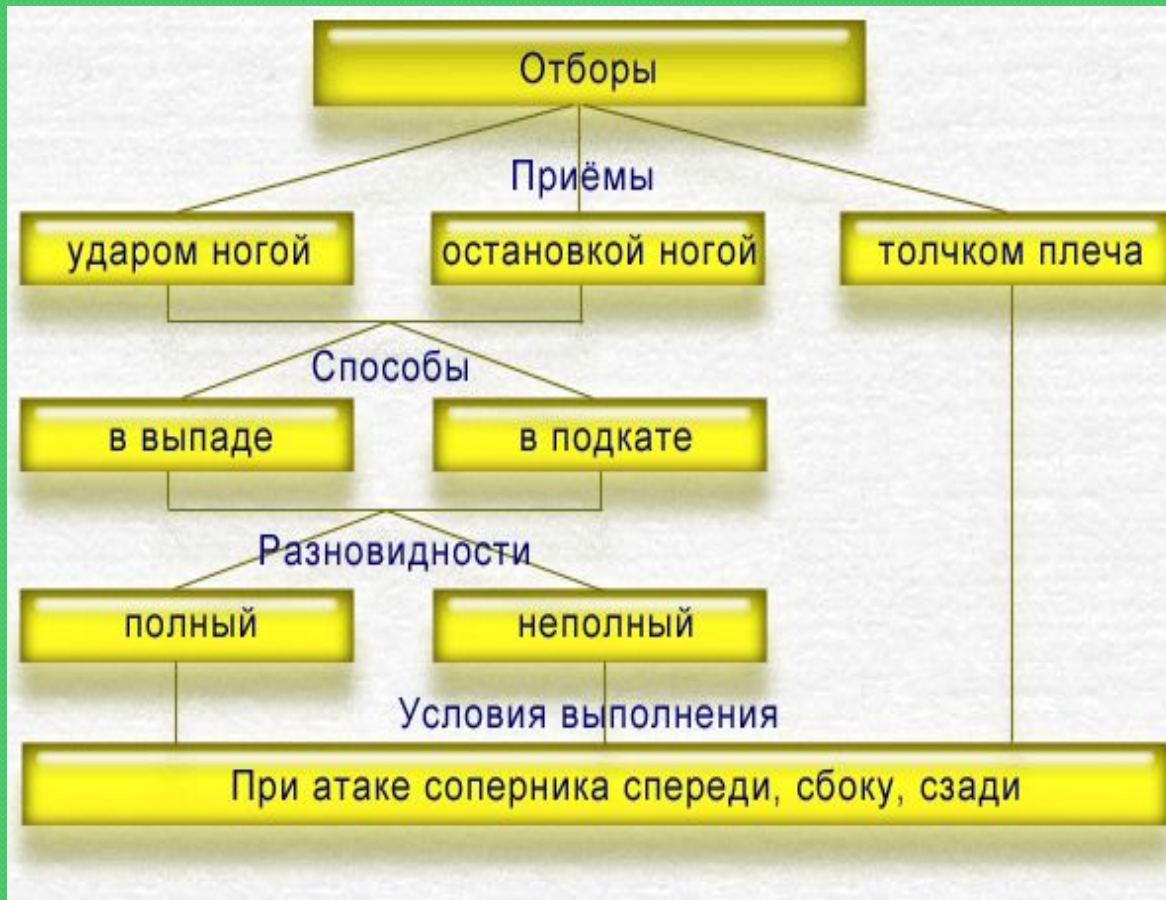 Отборы
Приёмы
ударом ногой
остановкой ногой
толчком плеча
Способы
в выпаде
в подкате
Разновидности
полный
неполный
Условия выполнения
При атаке соперника спереди, сбоку, сзади